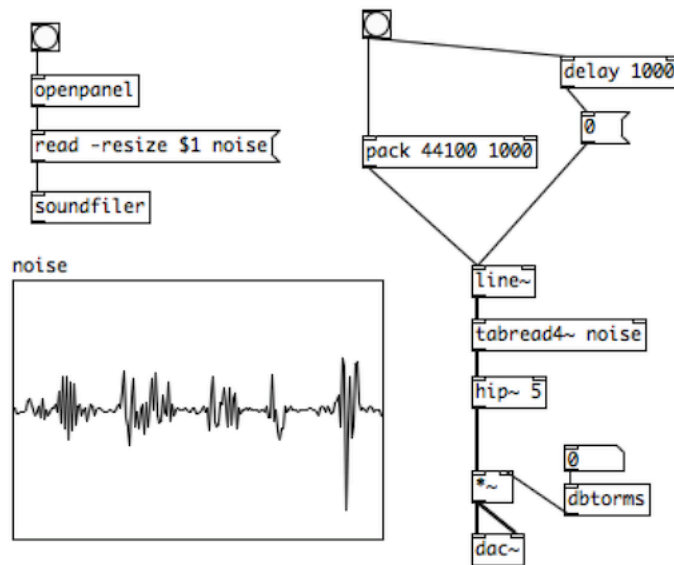 openpanel
read -resize $1 noise
soundfiler
noise
delay 1000
0
pack 44100 1000
line~
tabread4~ noise
hip~ 5
0
*~
dbtorms
dac~